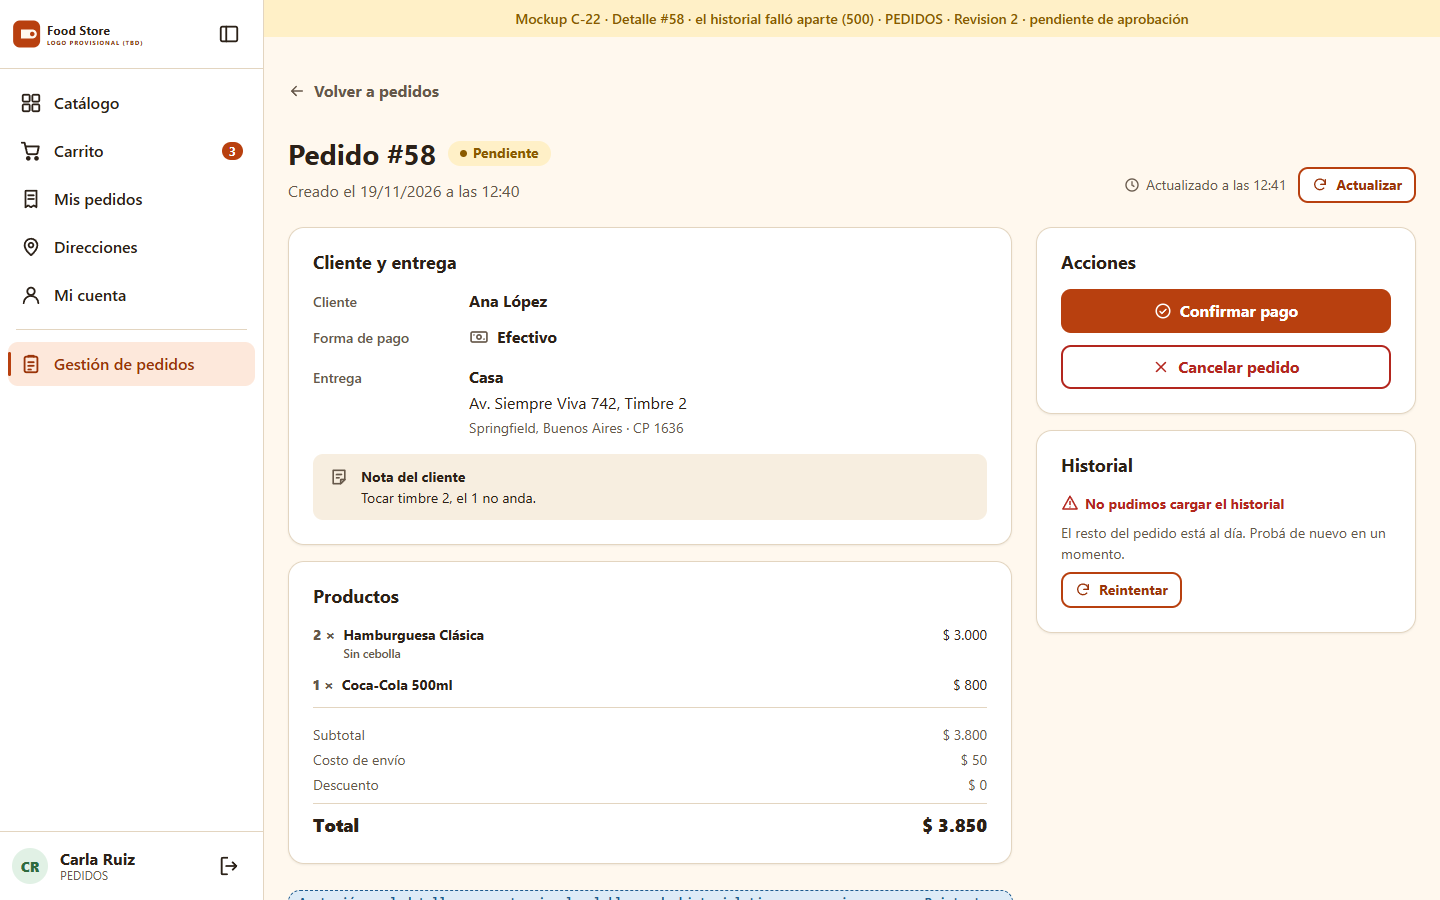 Mockup C-22 · Detalle #58 · el historial falló aparte (500) · PEDIDOS · Revision 2 · pendiente de aprobación
Food Store
LOGO PROVISIONAL (TBD)
Catálogo
Carrito
3
Mis pedidos
Direcciones
Mi cuenta
Gestión de pedidos
CR
Carla Ruiz
PEDIDOS
Volver a pedidos
Pedido #58
Pendiente
Creado el 19/11/2026 a las 12:40
Actualizado a las 12:41
Actualizar
Cliente y entrega
Cliente
Ana López
Forma de pago
Efectivo
Entrega
Casa
Av. Siempre Viva 742, Timbre 2
Springfield, Buenos Aires · CP 1636
Nota del cliente
Tocar timbre 2, el 1 no anda.
Productos
2 × Hamburguesa Clásica $ 3.000
Sin cebolla
1 × Coca-Cola 500ml $ 800
Subtotal $ 3.800
Costo de envío $ 50
Descuento $ 0
Total $ 3.850
Acciones
Confirmar pago
Cancelar pedido
Historial
No pudimos cargar el historial
El resto del pedido está al día. Probá de nuevo en un
momento.
Reintentar